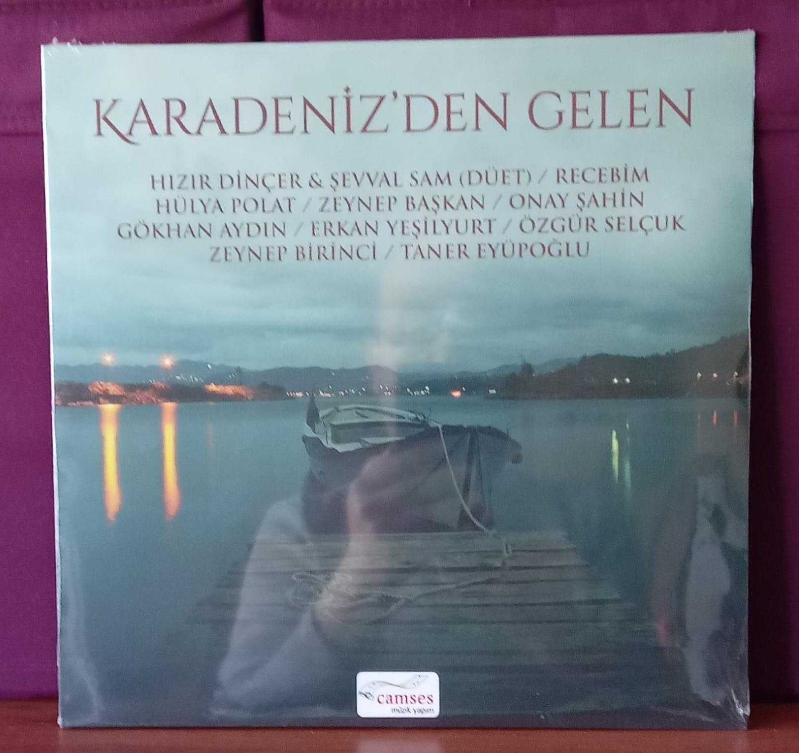 KARADENİZ'DEN GELEN
HIZIR DİNÇER & ŞEVVAL SAM (DÜET) / RECEBİM
HÜLYA POLAT / ZEYNEP BAŞKAN / ONAY ŞAHİN
GÖKHAN AYDIN / ERKAN YEŞİLYURT / ÖZGÜR SELÇUK
ZEYNEP BİRİNCİ / TANER EYÜPOĞLU
camses
müzik yapım